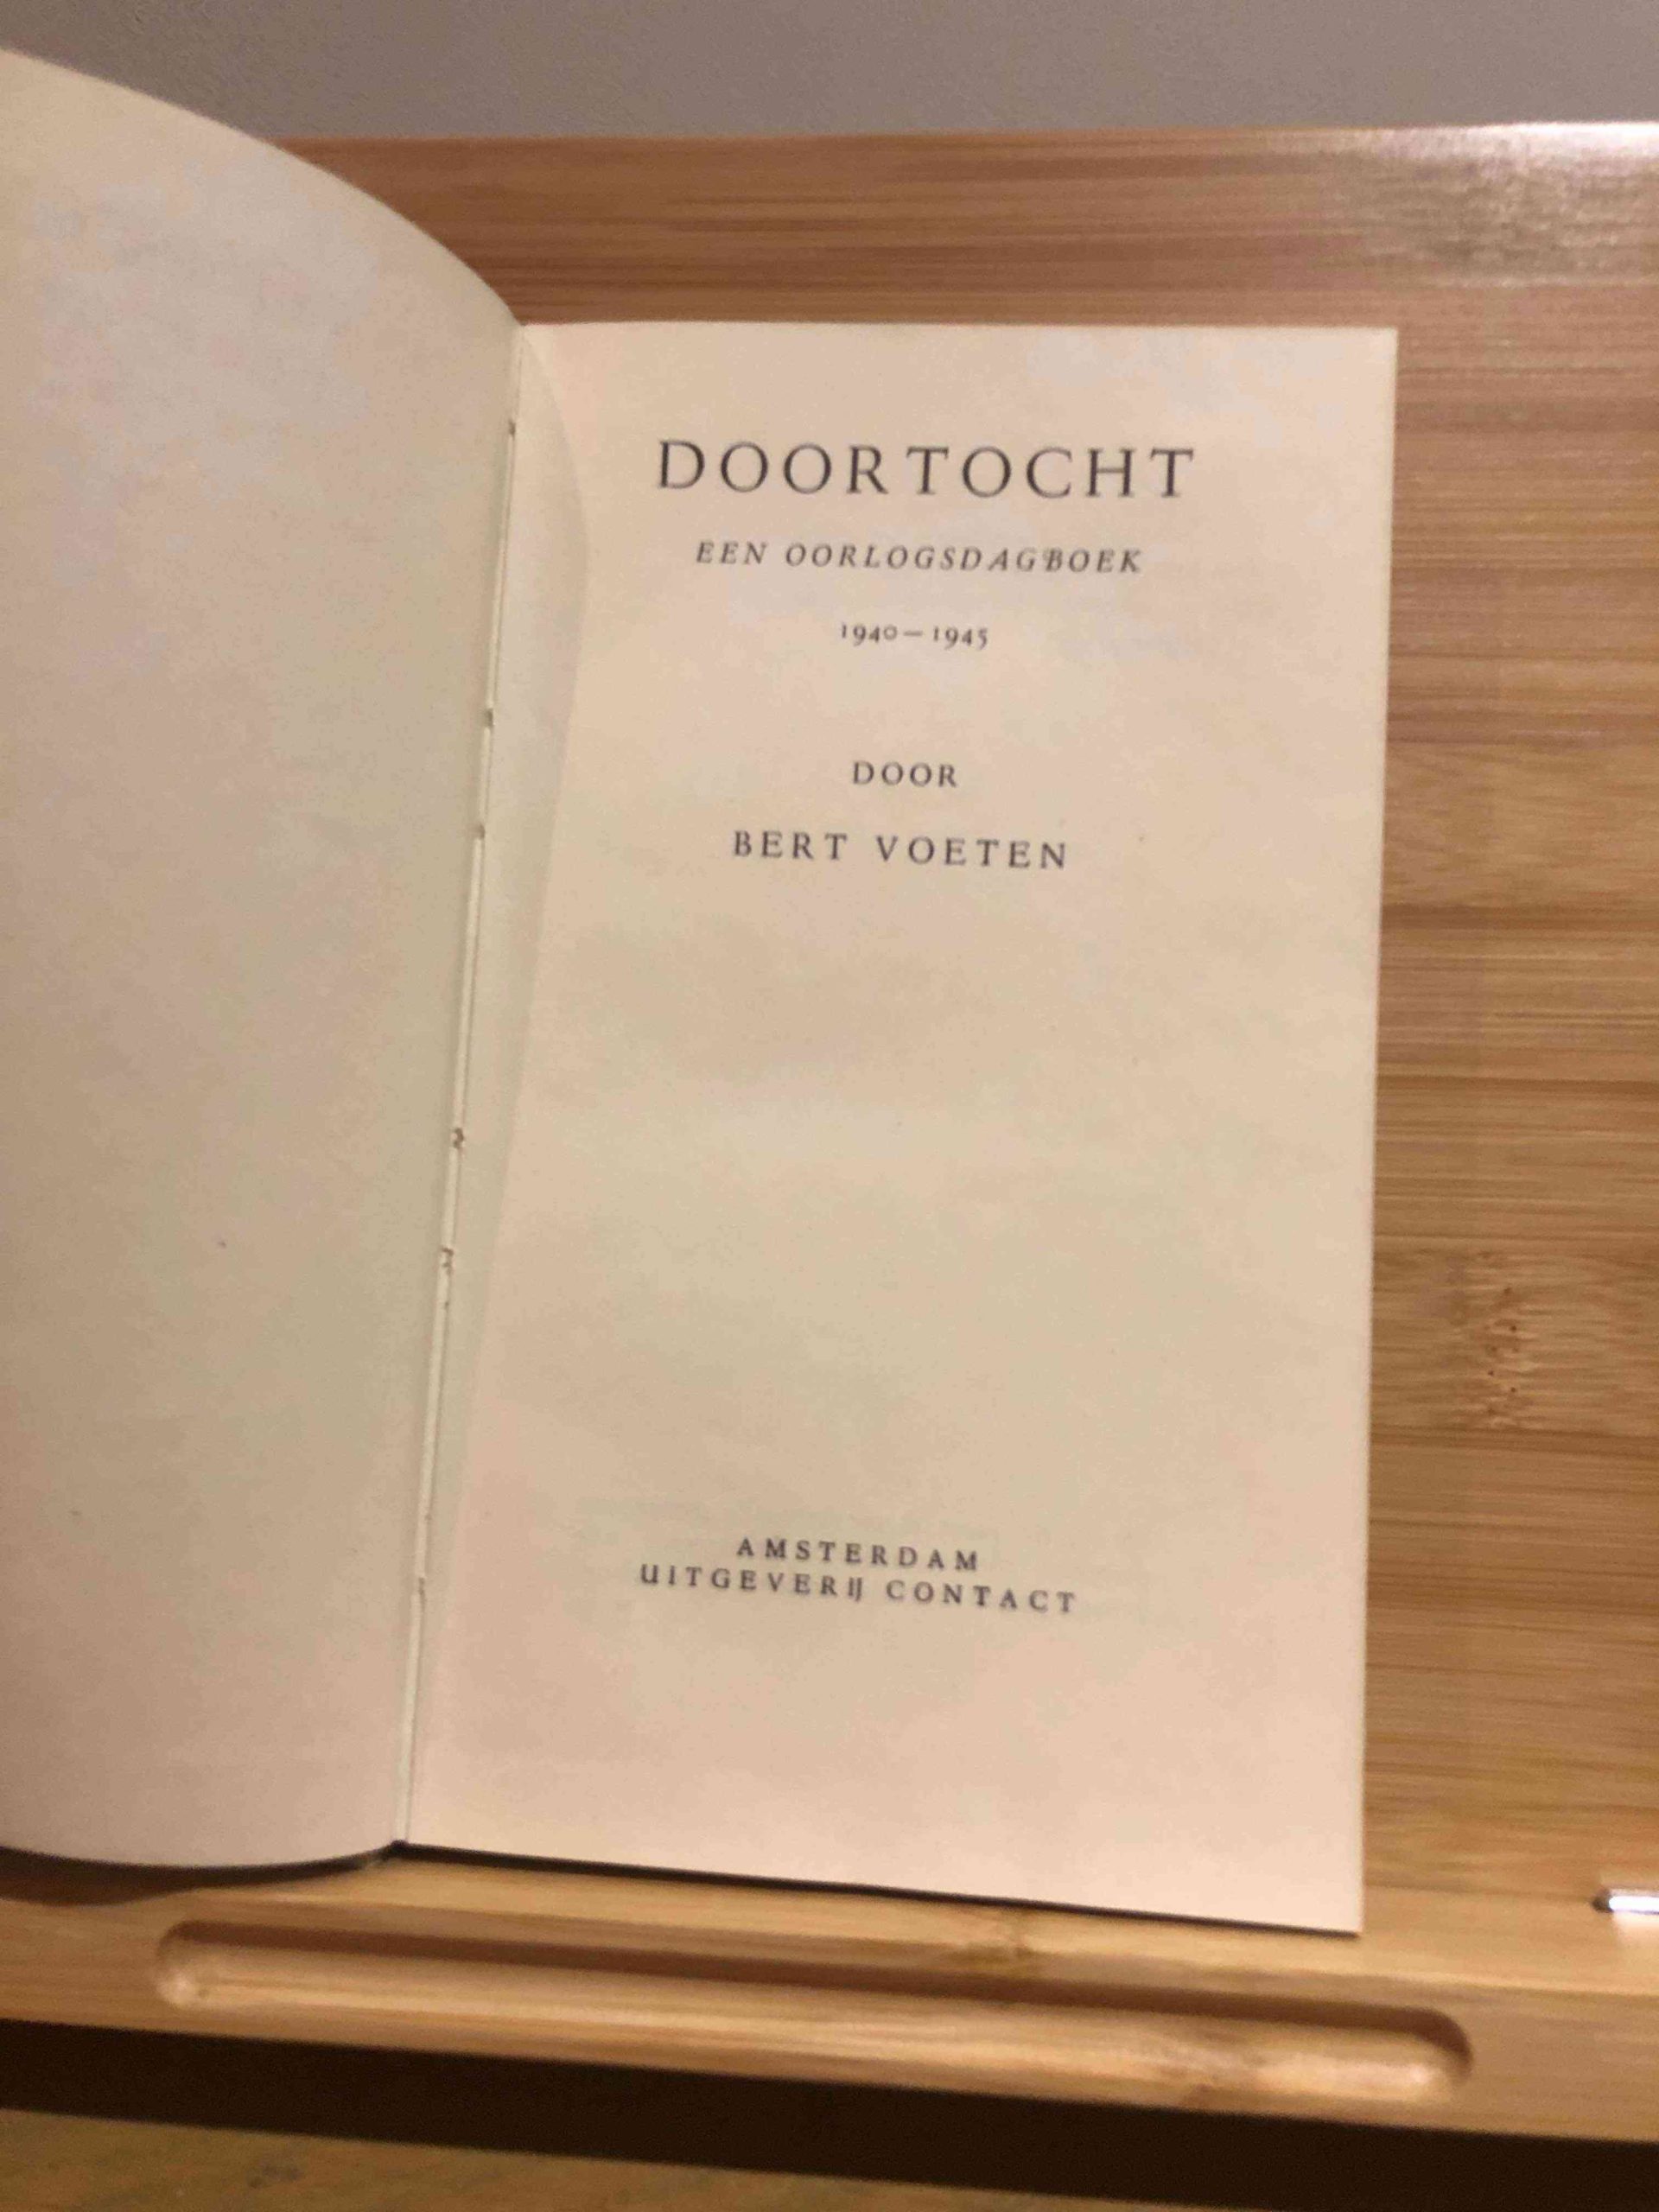 DOORTOCHT
EEN OORLOGSDAGBOEK
1940-1945
DOOR
BERT VOETEN
AMSTERDAM
UITGEVERIJ CONTACT